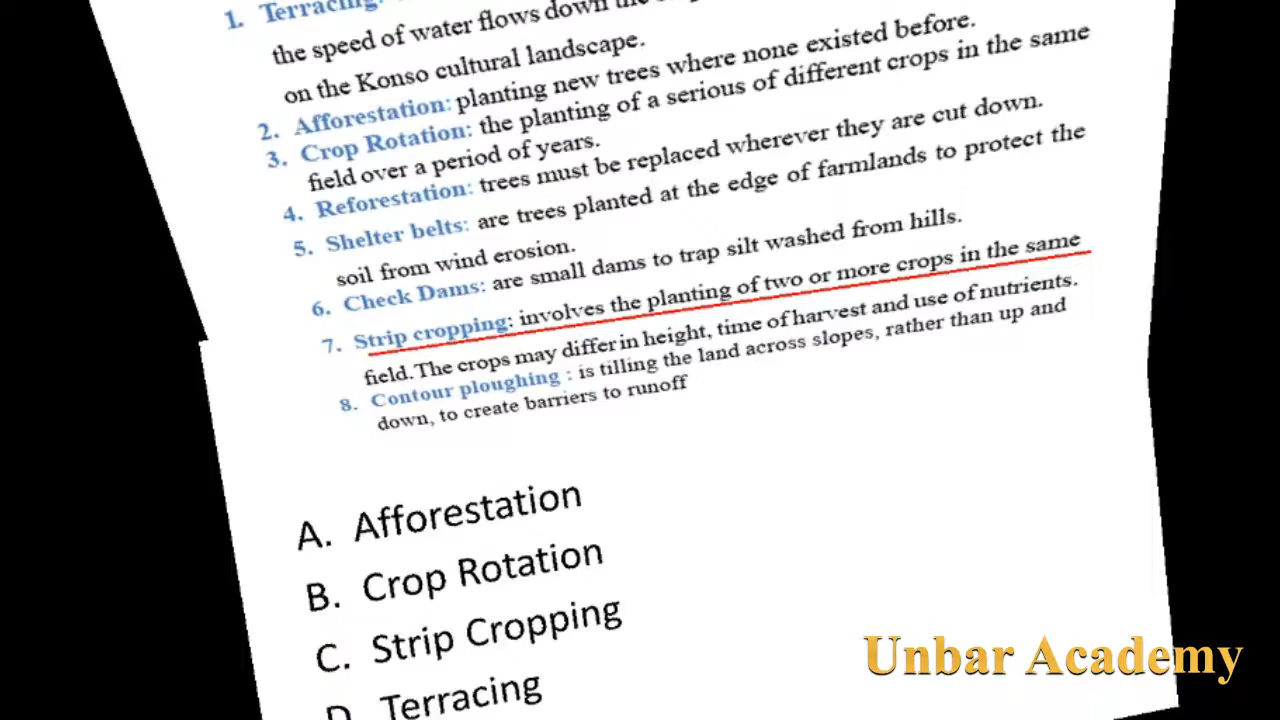 1. Terracing:
the speed of water flows down the
on the Konso cultural landscape.
2. Afforestation: planting new trees where none existed before.
3. Crop Rotation: the planting of a serious of different crops in the same
field over a period of years.
4. Reforestation: trees must be replaced wherever they are cut down.
5. Shelter belts: are trees planted at the edge of farmlands to protect the
soil from wind erosion.
6. Check Dams: are small dams to trap silt washed from hills.
7. Strip cropping: involves the planting of two or more crops in the same
field. The crops may differ in height, time of harvest and use of nutrients.
8. Contour ploughing : is tilling the land across slopes, rather than up and
down, to create barriers to runoff
A. Afforestation
B. Crop Rotation
C. Strip Cropping
D. Terracing
Unbar Academy